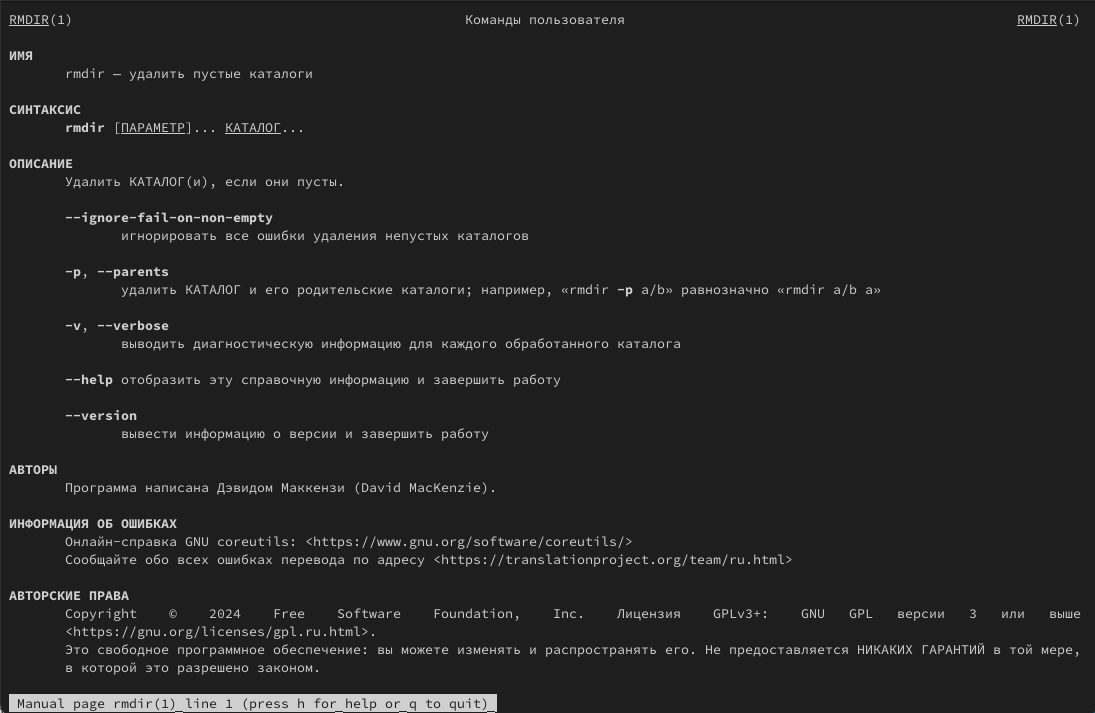 RMDIR(1) Команды пользователя RMDIR(1)
ИМЯ
rmdir — удалить пустые каталоги
СИНТАКСИС
rmdir [ПАРАМЕТР]... КАТАЛОГ...
ОПИСАНИЕ
Удалить КАТАЛОГ(и), если они пусты.
--ignore-fail-on-non-empty
игнорировать все ошибки удаления непустых каталогов
-p, --parents
удалить КАТАЛОГ и его родительские каталоги; например, «rmdir -p a/b» равнозначно «rmdir a/b a»
-v, --verbose
выводить диагностическую информацию для каждого обработанного каталога
--help отобразить эту справочную информацию и завершить работу
--version
вывести информацию о версии и завершить работу
АВТОРЫ
Программа написана Дэвидом Маккензи (David MacKenzie).
ИНФОРМАЦИЯ ОБ ОШИБКАХ
Онлайн-справка GNU coreutils: <https://www.gnu.org/software/coreutils/>
Сообщайте обо всех ошибках перевода по адресу <https://translationproject.org/team/ru.html>
АВТОРСКИЕ ПРАВА
Copyright © 2024 Free Software Foundation, Inc. Лицензия GPLv3+: GNU GPL версии 3 или выше
<https://gnu.org/licenses/gpl.ru.html>.
Это свободное программное обеспечение: вы можете изменять и распространять его. Не предоставляется НИКАКИХ ГАРАНТИЙ в той мере,
в которой это разрешено законом.
Manual page rmdir(1) line 1 (press h for help or q to quit)